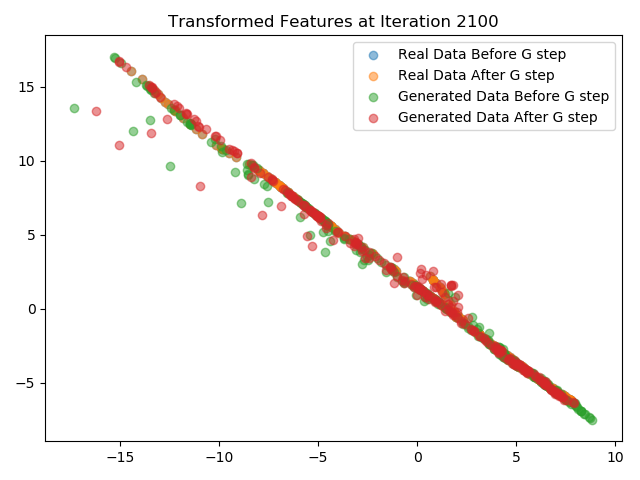 Transformed Features at Iteration 2100
Real Data Before G step
Real Data After G step
Generated Data Before G step
Generated Data After G step
15
10
5
0
−5
−15
−10
−5
0
5
10